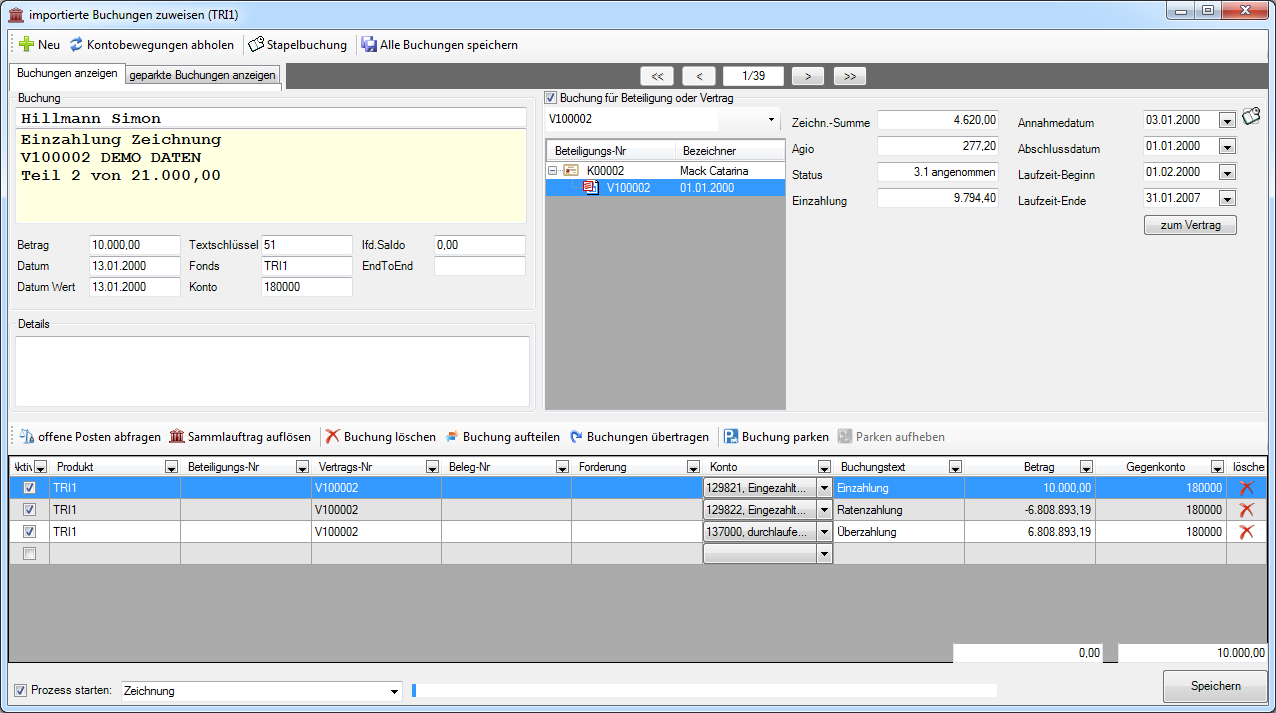 importierte Buchungen zuweisen (TRI1)
Neu Kontobewegungen abholen Stapelbuchung Alle Buchungen speichern
Buchungen anzeigen geparkte Buchungen anzeigen << < 1/39 > >>
Buchung
Hillmann Simon
Einzahlung Zeichnung
V100002 DEMO DATEN
Teil 2 von 21.000,00
Betrag 10.000,00 Textschlüssel 51 lfd.Saldo 0,00
Datum 13.01.2000 Fonds TRI1 EndToEnd
Datum Wert 13.01.2000 Konto 180000
Details
Buchung für Beteiligung oder Vertrag
V100002
Beteiligungs-Nr Bezeichner
K00002 Mack Catarina
V100002 01.01.2000
Zeichn.-Summe 4.620,00 Annahmedatum 03.01.2000
Agio 277,20 Abschlussdatum 01.01.2000
Status 3.1 angenommen Laufzeit-Beginn 01.02.2000
Einzahlung 9.794,40 Laufzeit-Ende 31.01.2007
zum Vertrag
offene Posten abfragen Sammlauftrag auflösen Buchung löschen Buchung aufteilen Buchungen übertragen Buchung parken Parken aufheben
Aktiv Produkt Beteiligungs-Nr Vertrags-Nr Beleg-Nr Forderung Konto Buchungstext Betrag Gegenkonto lösche
TRI1 V100002 129821, Eingezahlt... Einzahlung 10.000,00 180000
TRI1 V100002 129822, Eingezahlt... Ratenzahlung -6.808.893,19 180000
TRI1 V100002 137000, durchlaufe... Überzahlung 6.808.893,19 180000
0,00 10.000,00
Prozess starten: Zeichnung Speichern